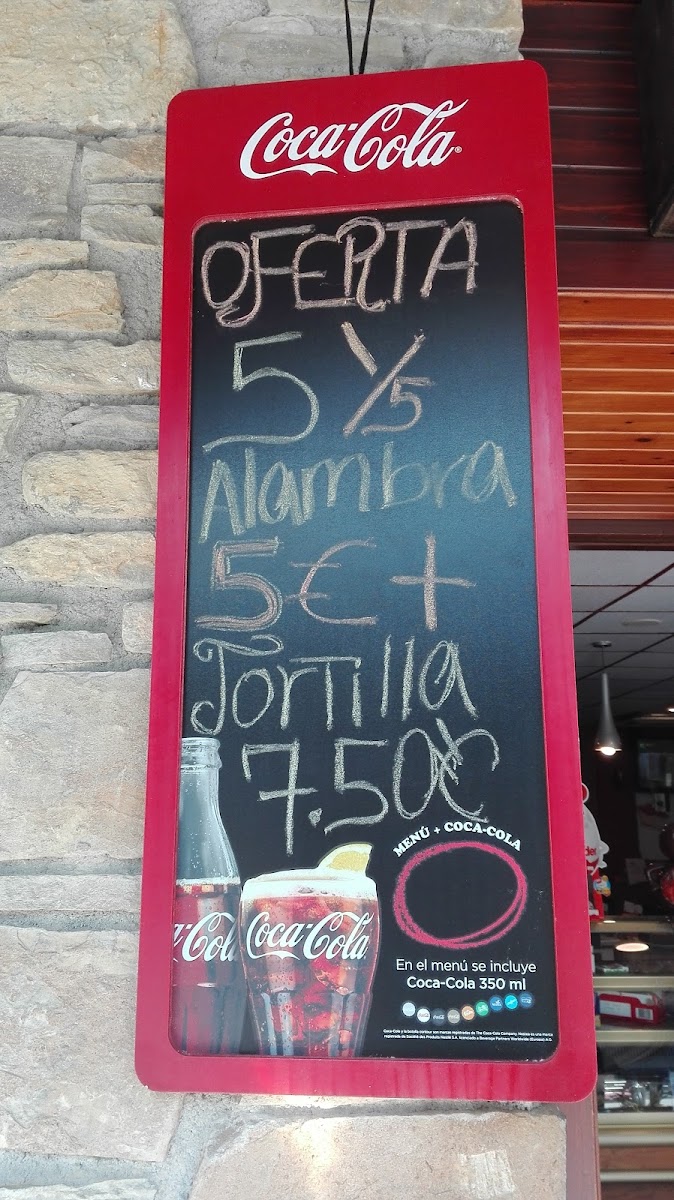 Coca-Cola
OFERTA
5 1/5
Alambra
5€ +
Tortilla
7.50€
MENÚ + COCA-COLA
Coca-Cola
Coca-Cola
En el menú se incluye
Coca-Cola 350 ml